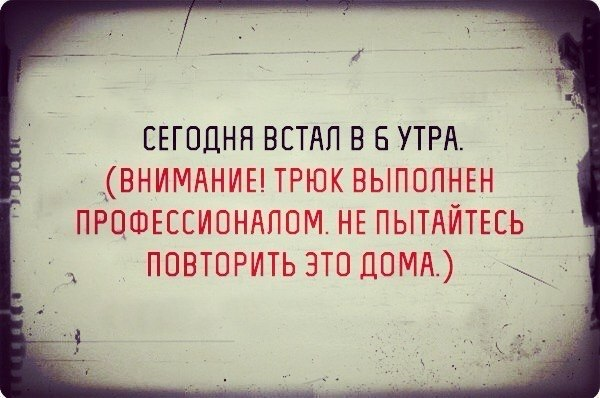 СЕГОДНЯ ВСТАЛ В 6 УТРА.
(ВНИМАНИЕ! ТРЮК ВЫПОЛНЕН
ПРОФЕССИОНАЛОМ. НЕ ПЫТАЙТЕСЬ
ПОВТОРИТЬ ЭТО ДОМА.)